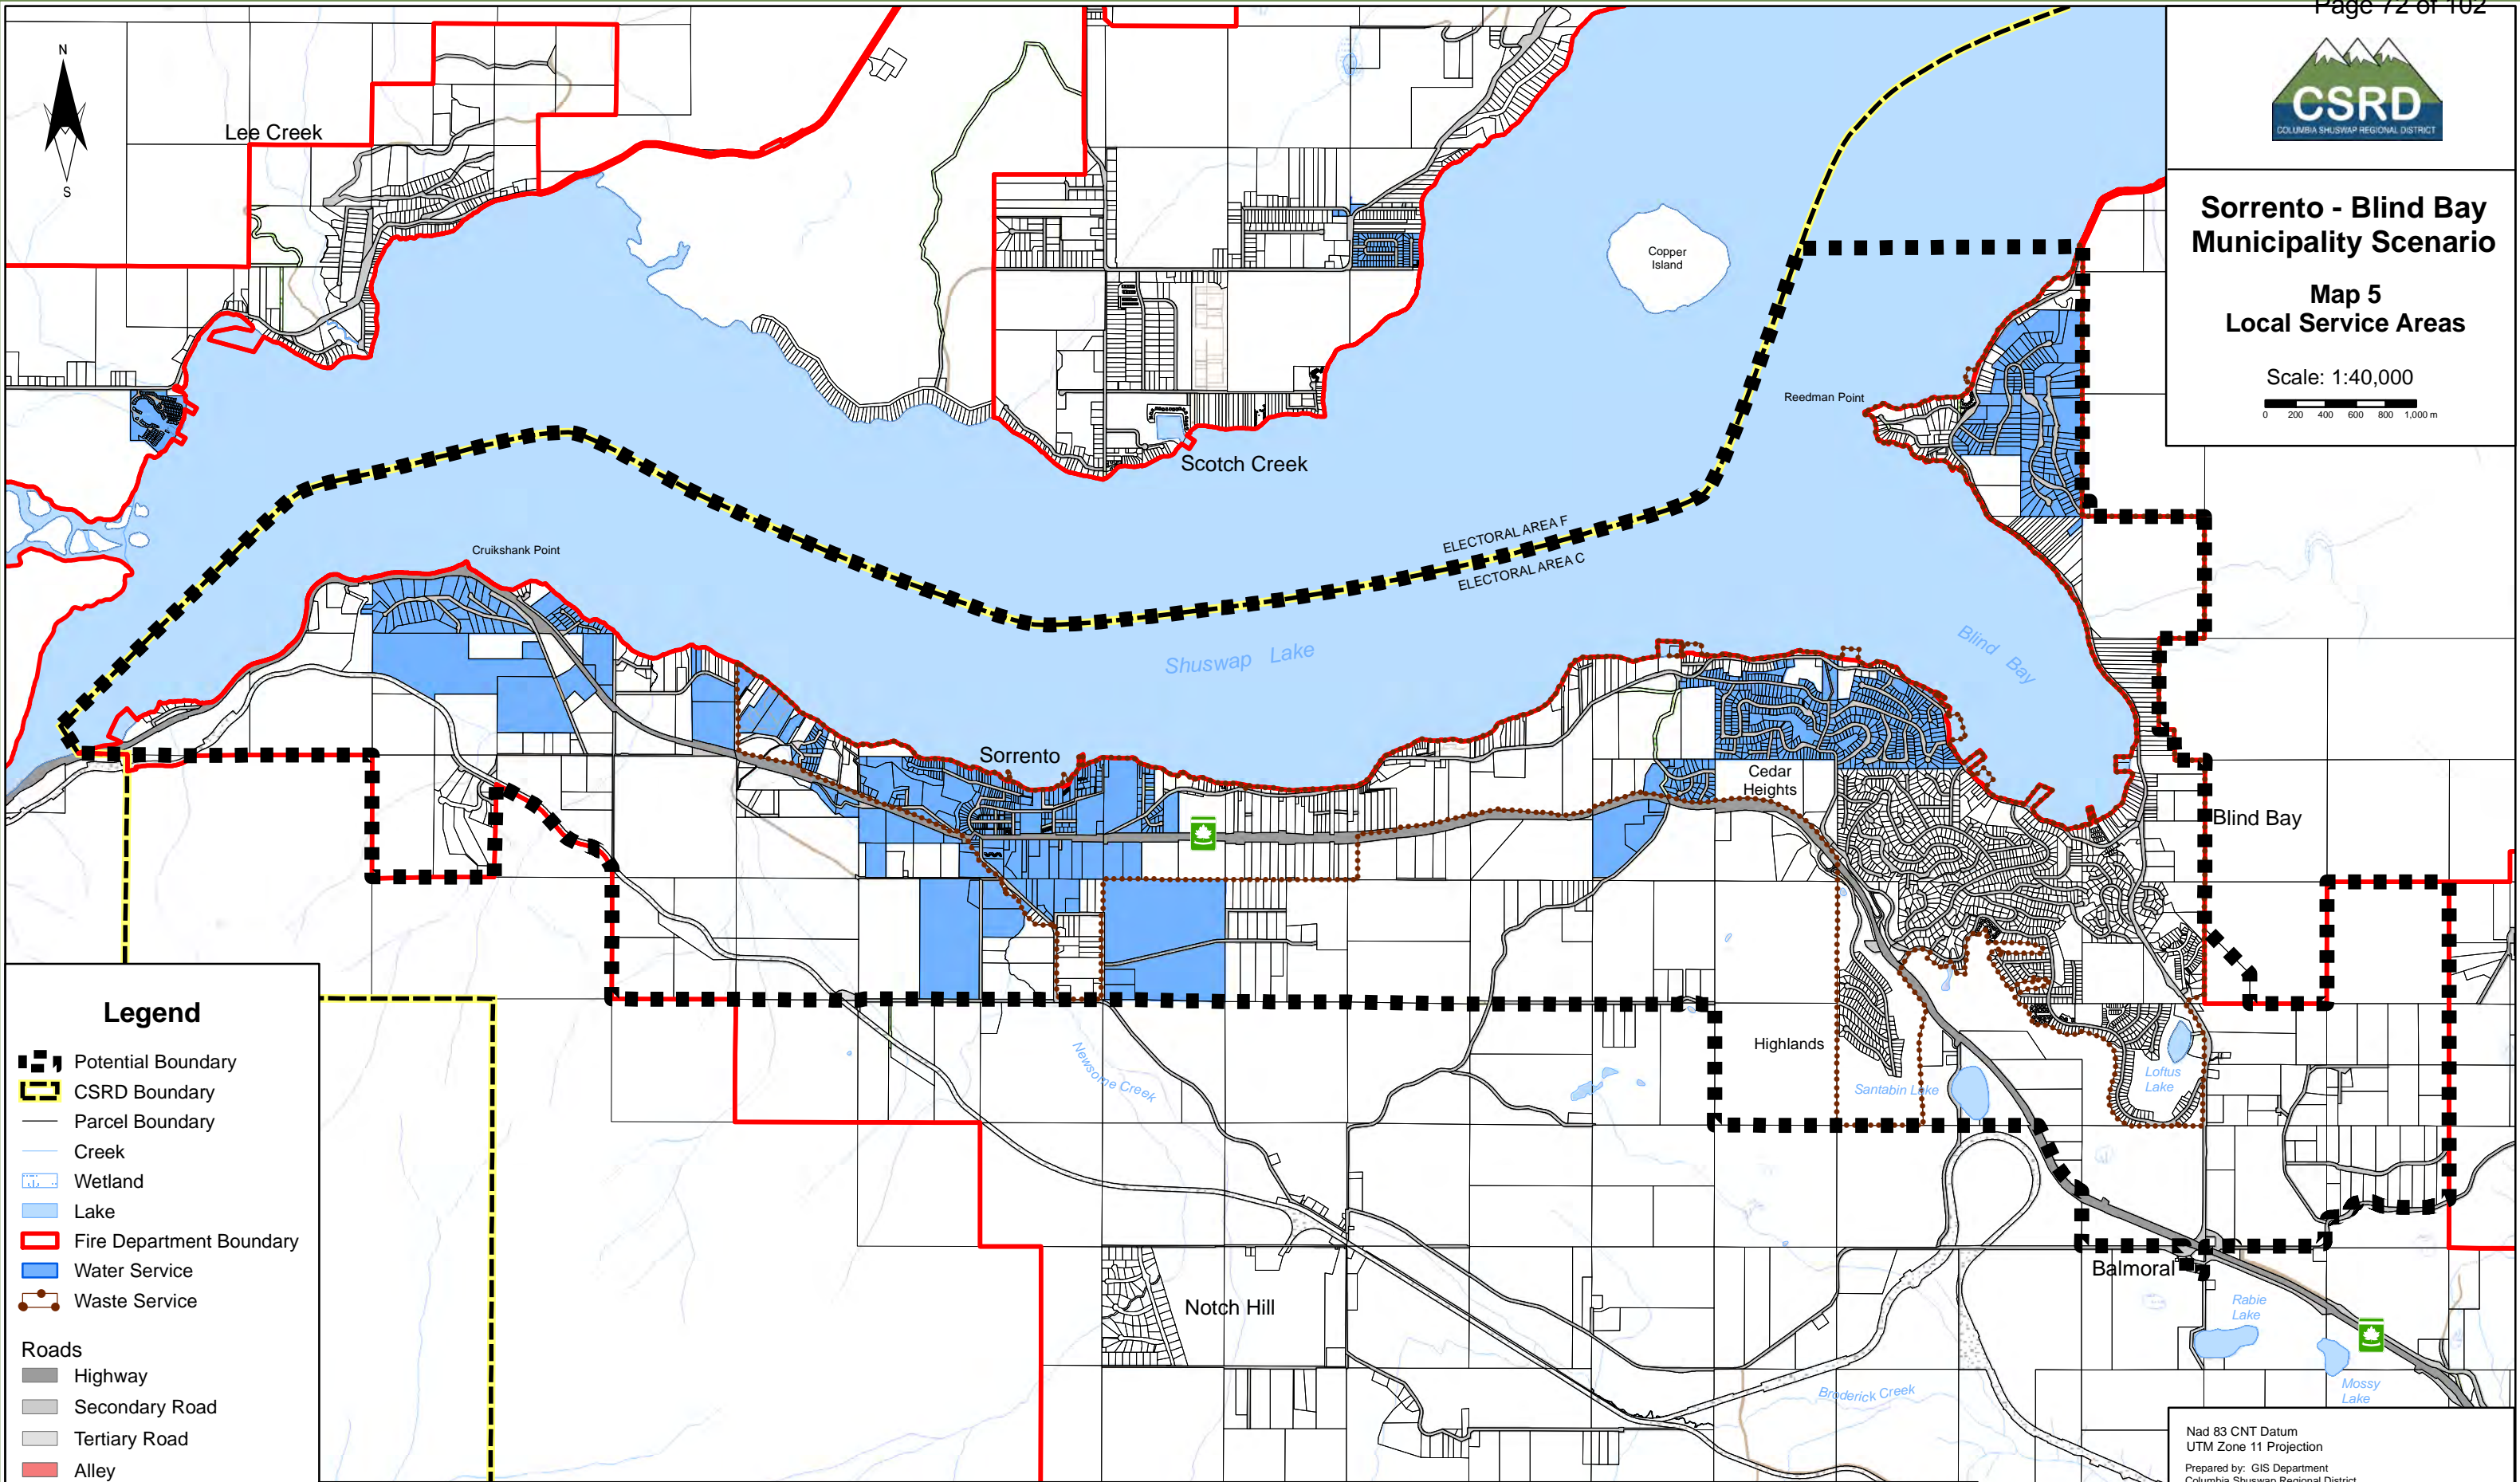 Page 72 of 102
CSRD
COLUMBIA SHUSWAP REGIONAL DISTRICT
Sorrento - Blind Bay
Municipality Scenario
Map 5
Local Service Areas
Scale: 1:40,000
0 200 400 600 800 1,000 m
N
S
Lee Creek
Copper
Island
Reedman Point
Scotch Creek
ELECTORAL AREA F
ELECTORAL AREA C
Cruikshank Point
Shuswap Lake
Blind Bay
Sorrento
Cedar
Heights
Blind Bay
Highlands
Santabin Lake
Loftus
Lake
Newsome Creek
Balmoral
Notch Hill
Rabie
Lake
Mossy
Lake
Broderick Creek
Legend
Potential Boundary
CSRD Boundary
Parcel Boundary
Creek
Wetland
Lake
Fire Department Boundary
Water Service
Waste Service
Roads
Highway
Secondary Road
Tertiary Road
Alley
Nad 83 CNT Datum
UTM Zone 11 Projection
Prepared by: GIS Department
Columbia Shuswap Regional District